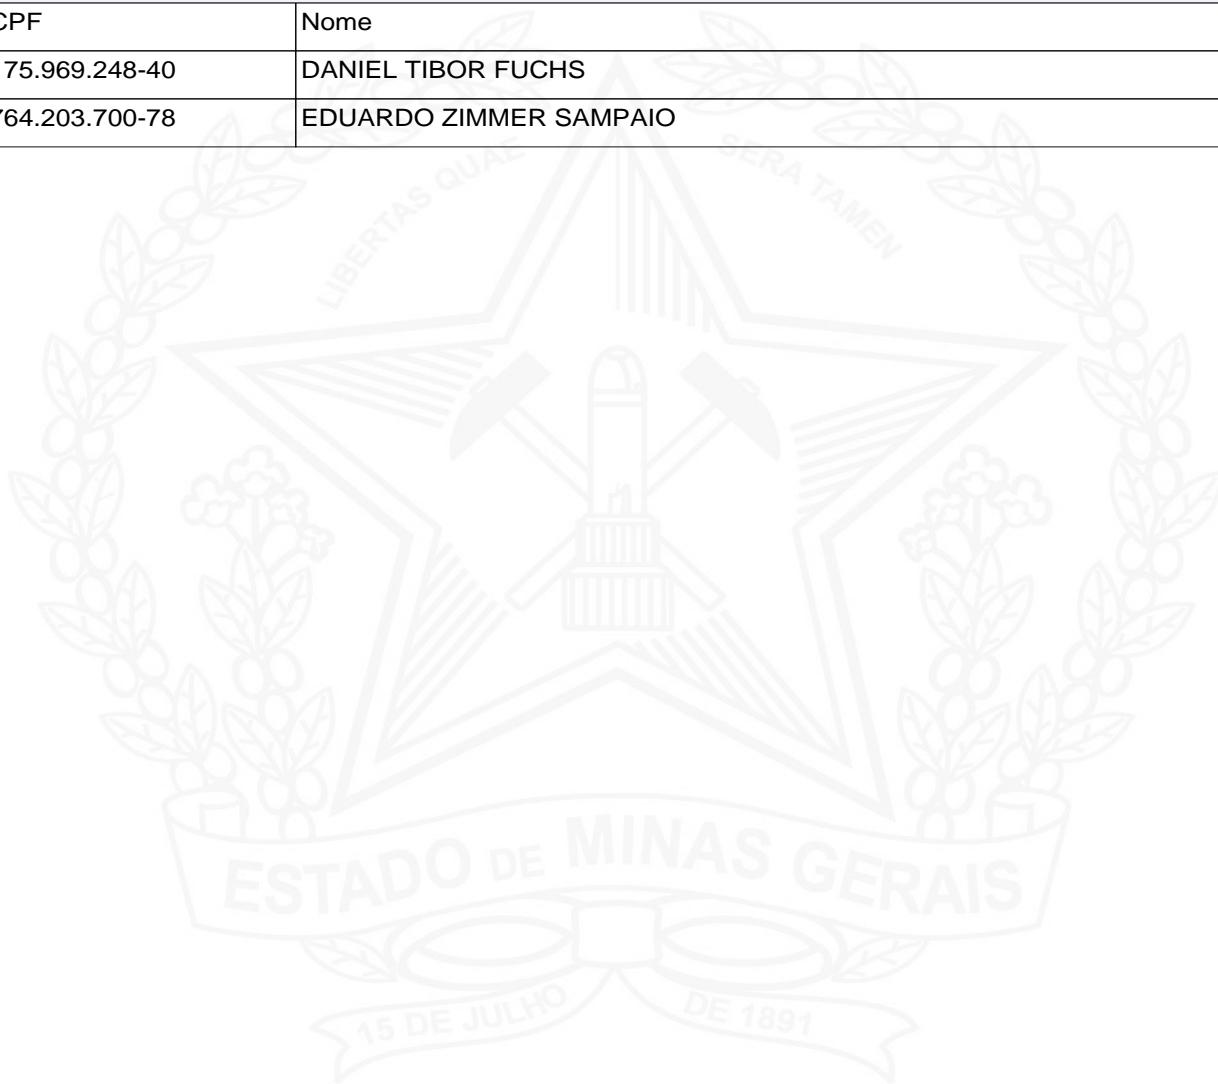 CPF Nome
75.969.248-40 DANIEL TIBOR FUCHS
764.203.700-78 EDUARDO ZIMMER SAMPAIO
LIBERTAS QUAE SERA TAMEN
ESTADO DE MINAS GERAIS
15 DE JULHO DE 1891